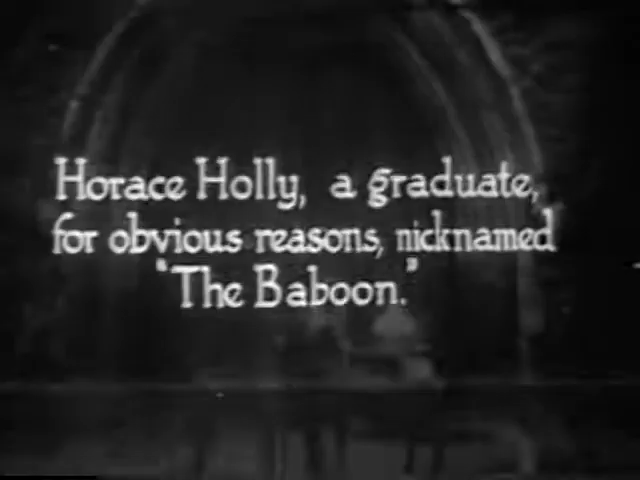 Horace Holly, a graduate,
for obvious reasons, nicknamed
"The Baboon."